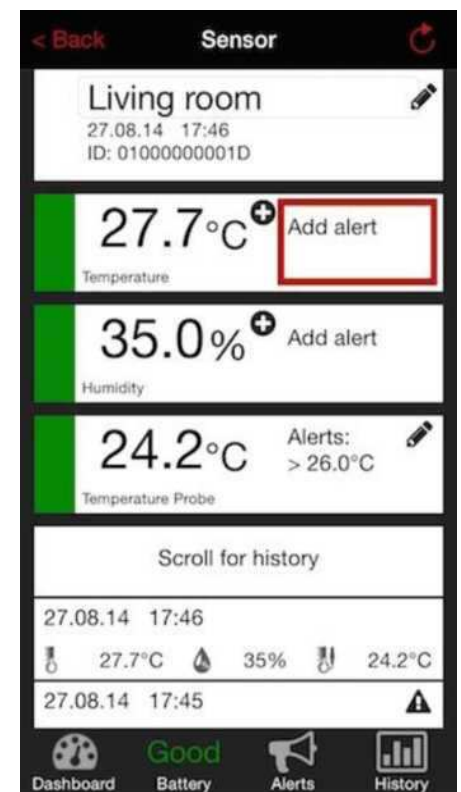 < Back Sensor
Living room
27.08.14 17:46
ID: 01000000001D
27.7°C Add alert
Temperature
35.0% Add alert
Humidity
24.2°C Alerts:
> 26.0°C
Temperature Probe
Scroll for history
27.08.14 17:46
27.7°C 35% 24.2°C
27.08.14 17:45
Good
Dashboard Battery Alerts History